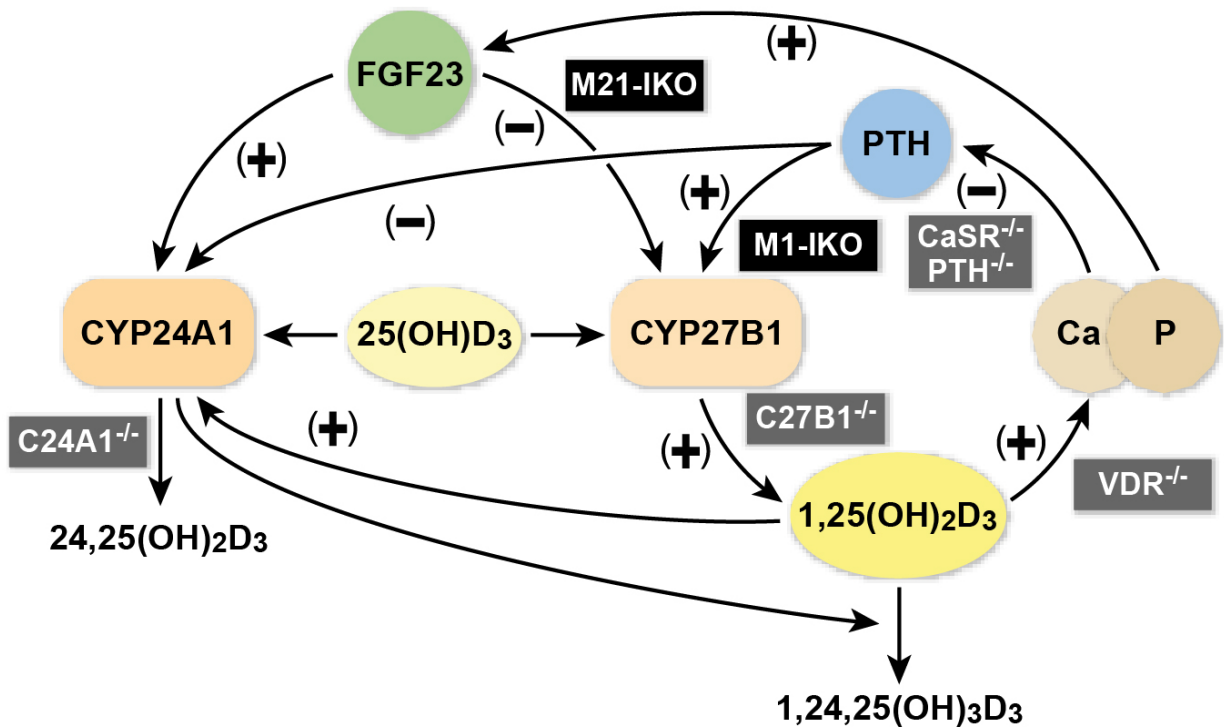 (+)
FGF23
M21-IKO
(−)
PTH
(+)
(+)
(−)
(−)
M1-IKO
CaSR-/-
PTH-/-
CYP24A1
25(OH)D3
CYP27B1
Ca
P
C24A1-/-
(+)
C27B1-/-
(+)
(+)
VDR-/-
1,25(OH)2D3
24,25(OH)2D3
1,24,25(OH)3D3